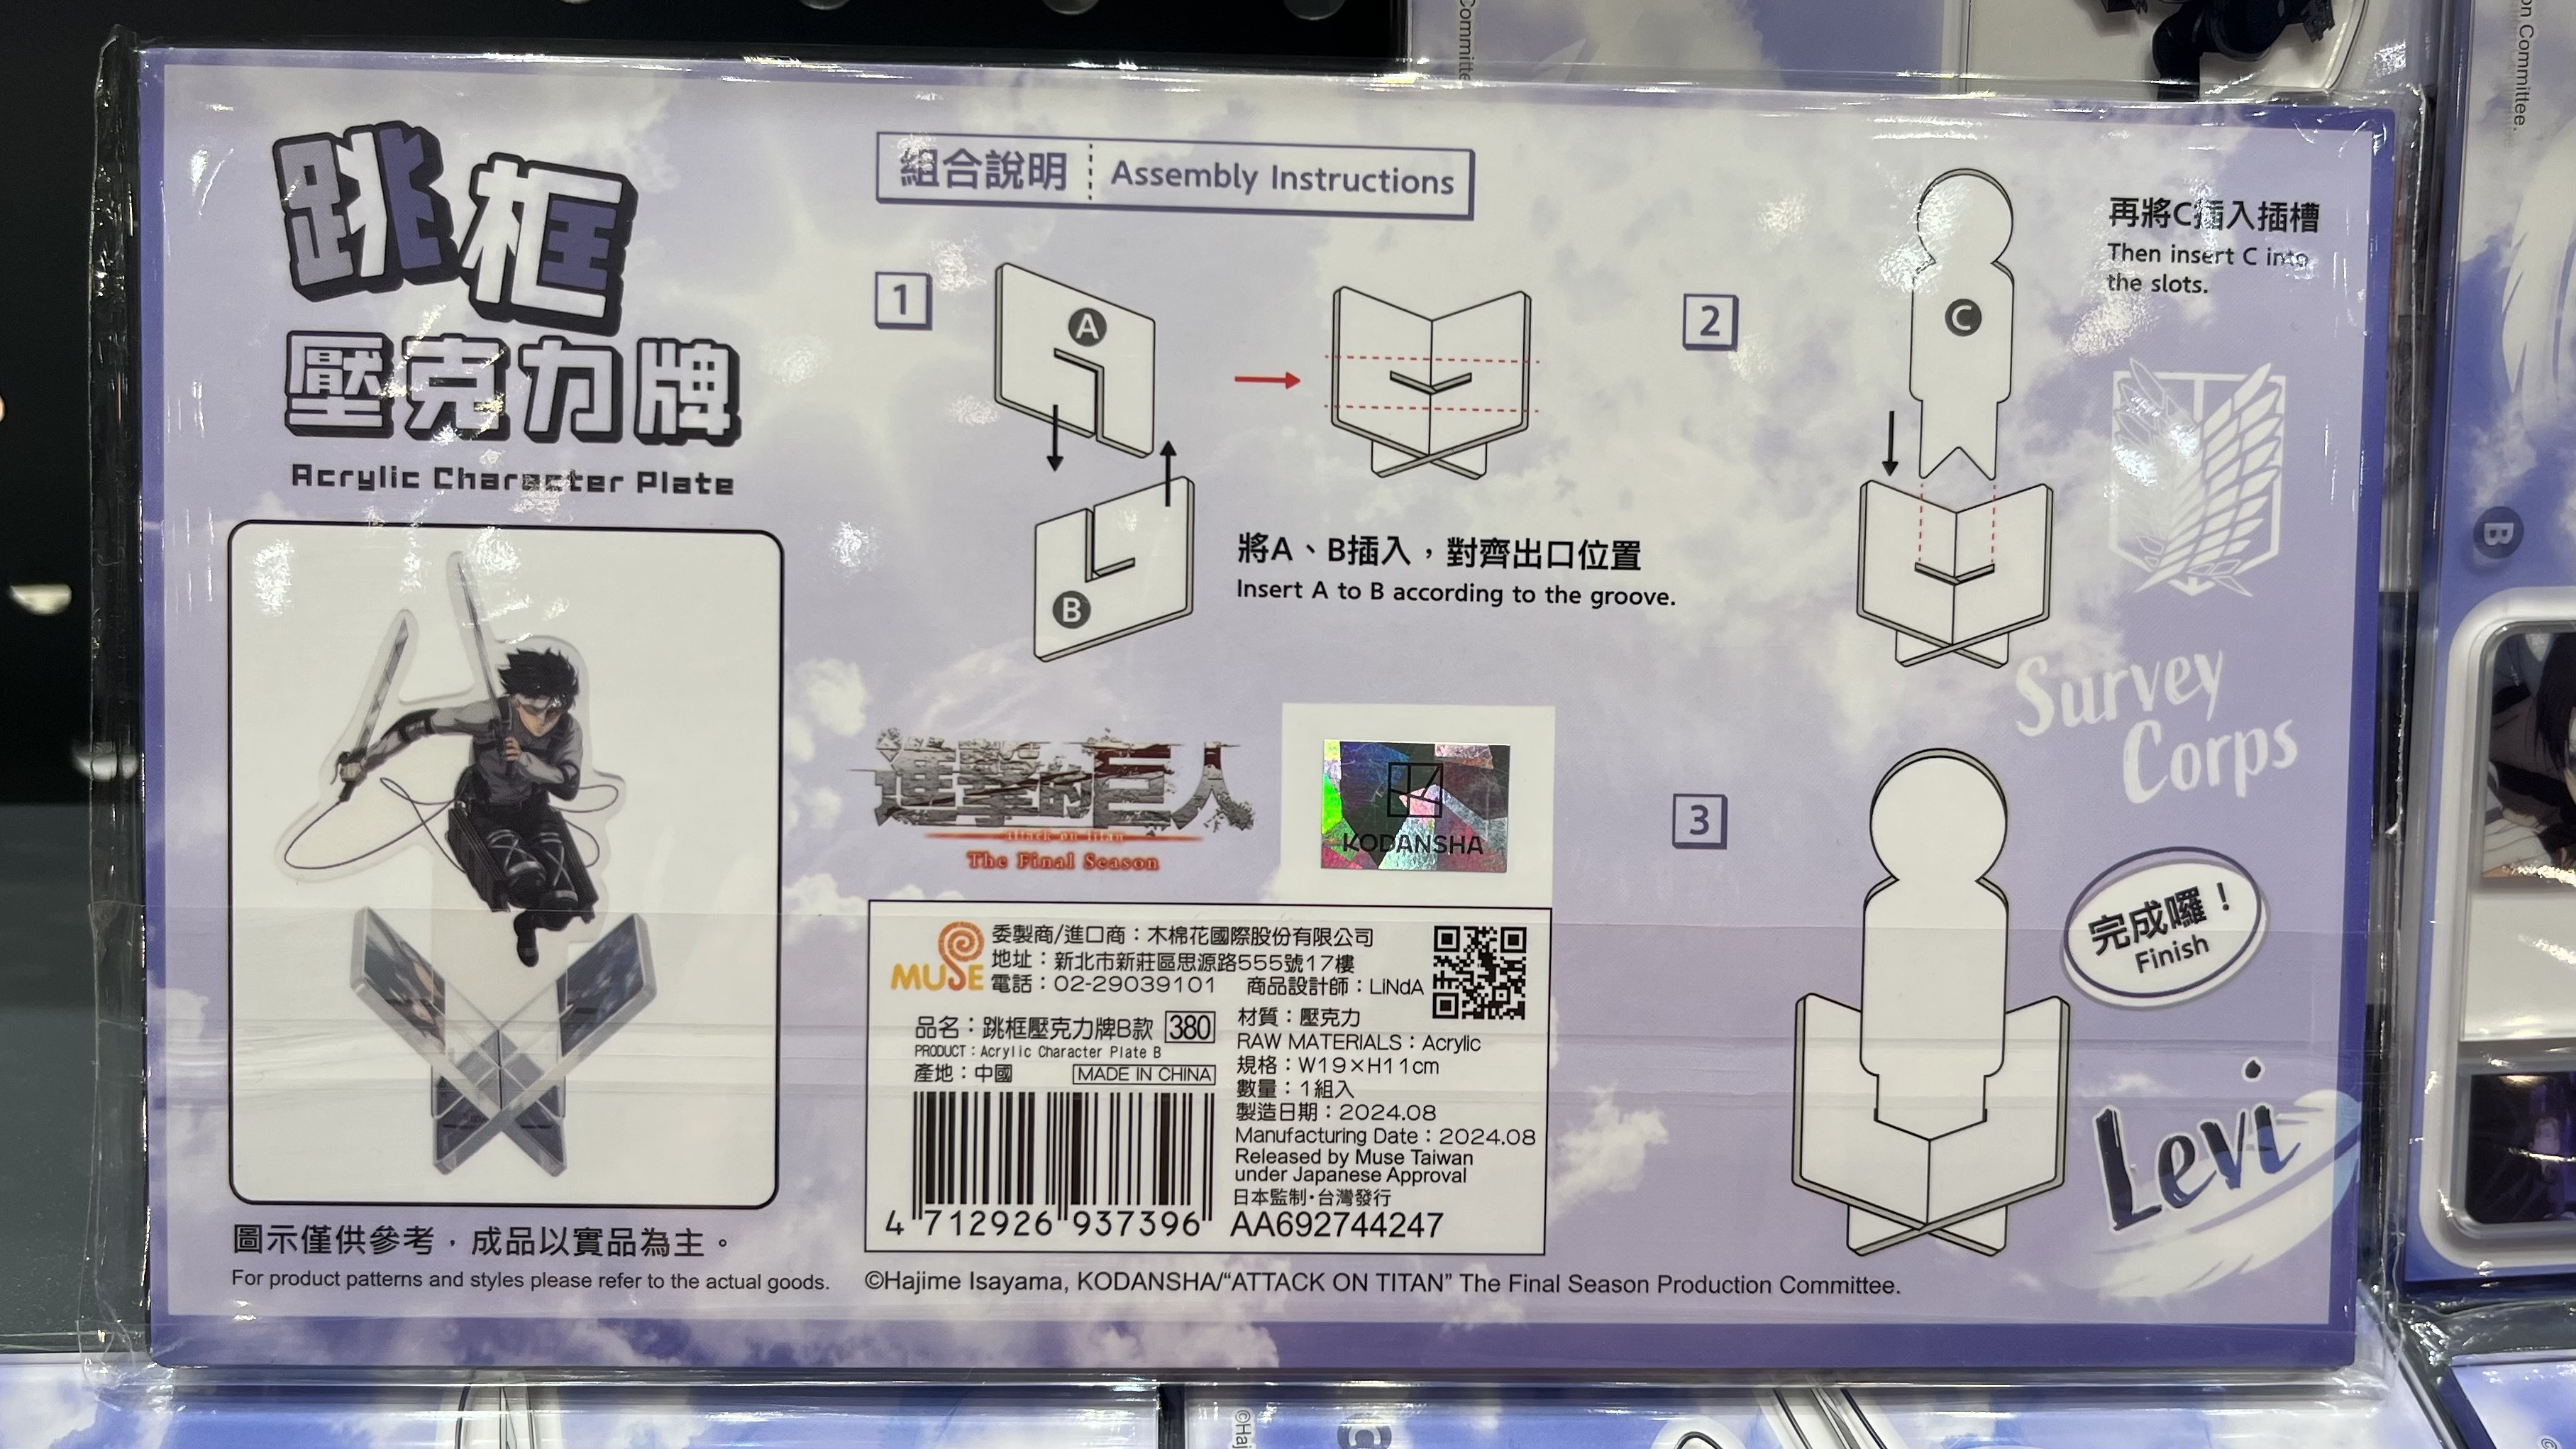 跳框
壓克力牌
Acrylic Character Plate
圖示僅供參考，成品以實品為主。
For product patterns and styles please refer to the actual goods.
組合說明 Assembly Instructions
1
A
B
將A、B插入，對齊出口位置
Insert A to B according to the groove.
2
C
再將C插入插槽
Then insert C into
the slots.
Survey
Corps
3
完成囉！
Finish
Levi
進擊的巨人
attack on titan
The Final Season
KODANSHA
MUSE
委製商/進口商：木棉花國際股份有限公司
地址：新北市新莊區思源路555號17樓
電話：02-29039101 商品設計師：LiNdA
品名：跳框壓克力牌B款 380
PRODUCT：Acrylic Character Plate B
產地：中國 MADE IN CHINA
4 712926 937396
材質：壓克力
RAW MATERIALS：Acrylic
規格：W19×H11cm
數量：1組入
製造日期：2024.08
Manufacturing Date：2024.08
Released by Muse Taiwan
under Japanese Approval
日本監制·台灣發行
AA692744247
©Hajime Isayama, KODANSHA/“ATTACK ON TITAN” The Final Season Production Committee.
Committee
on Committee.
B
©Haj
C